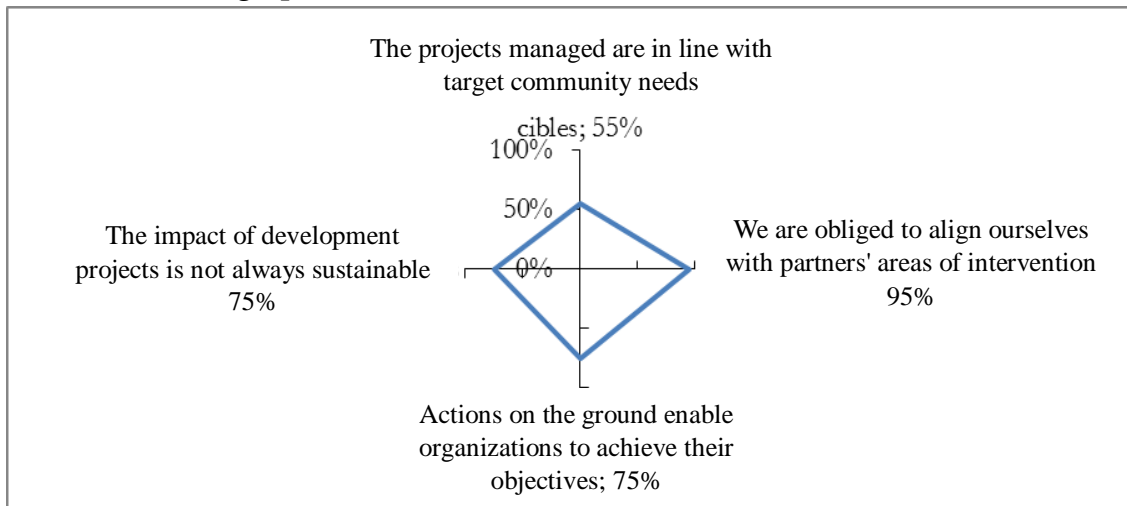 The projects managed are in line with
target community needs
cibles; 55%
100%
50%
0%
The impact of development
projects is not always sustainable
75%
We are obliged to align ourselves
with partners' areas of intervention
95%
Actions on the ground enable
organizations to achieve their
objectives; 75%